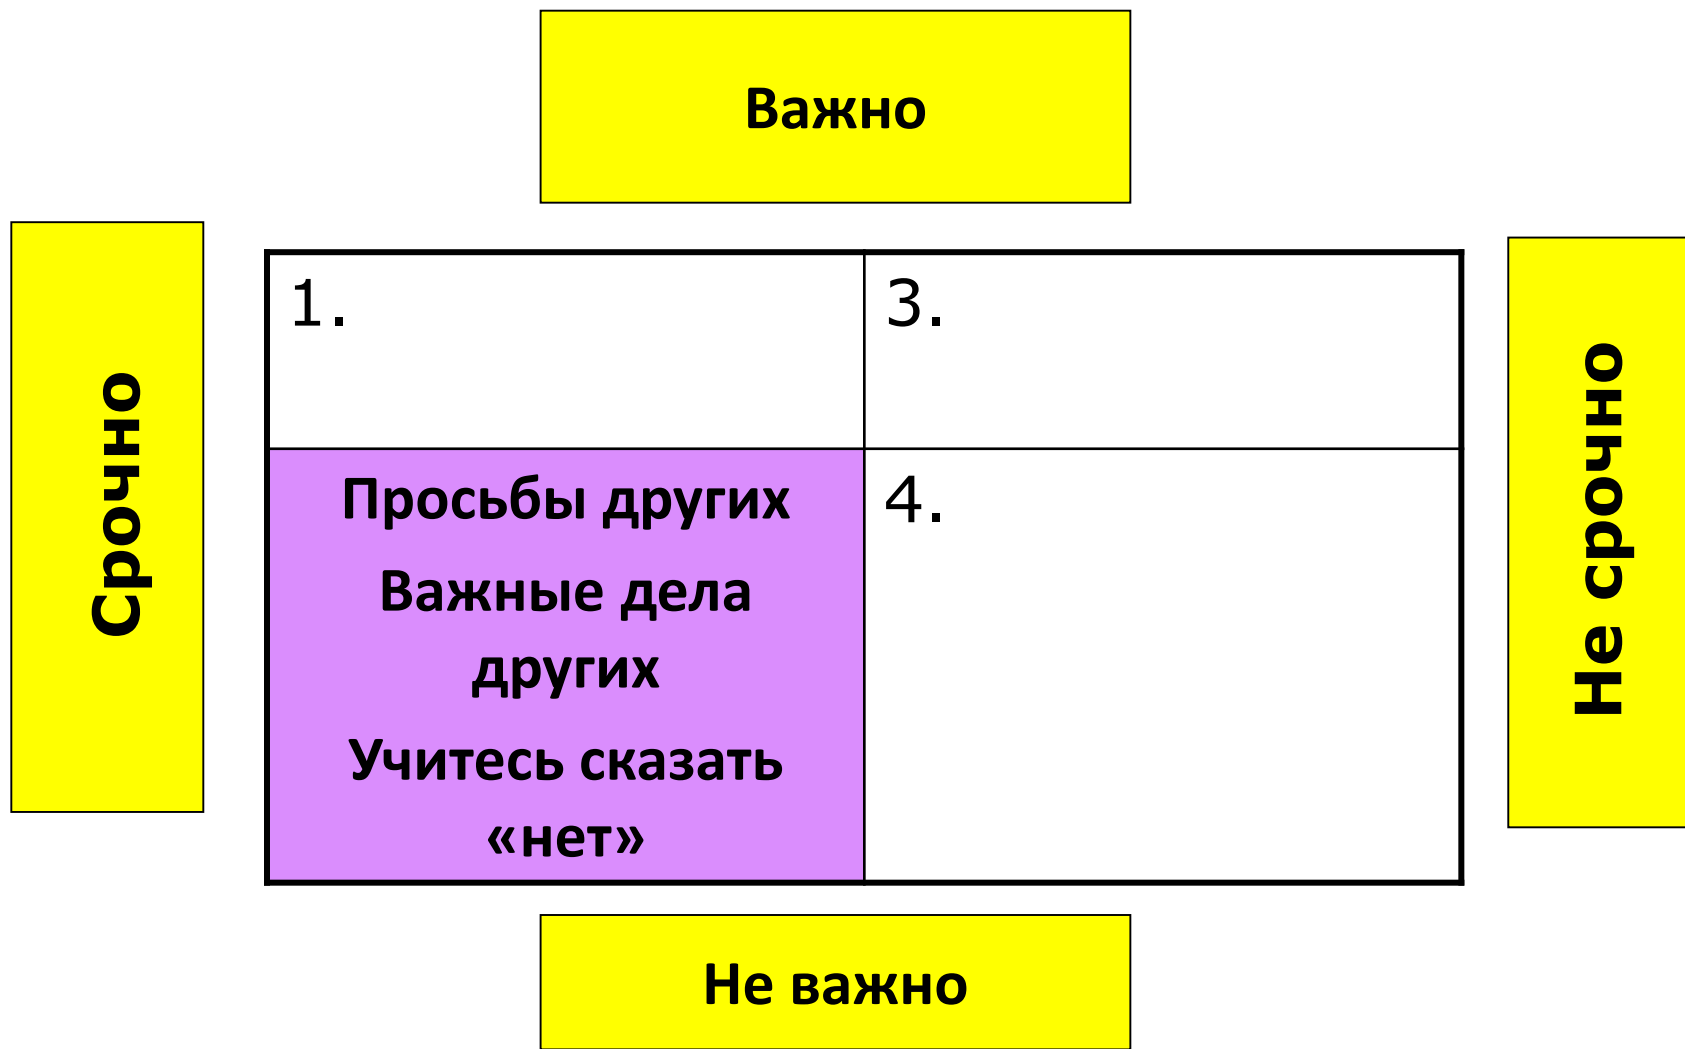 Важно
Срочно
1.
3.
Не срочно
Просьбы других
Важные дела
других
Учитесь сказать
«нет»
4.
Не важно